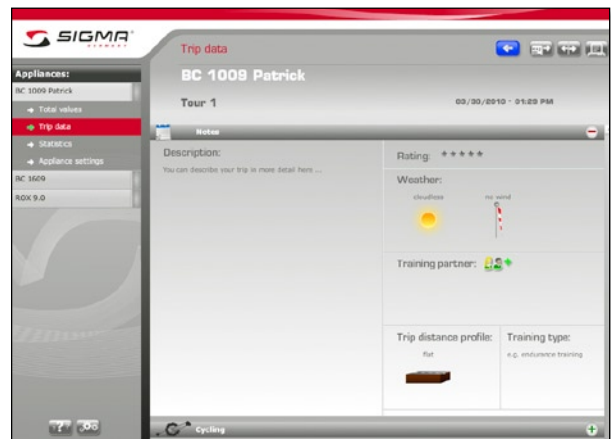 SIGMA
ELEMENT
Trip data
BC 1009 Patrick
Tour 1
03/30/2010 - 01:29 PM
Appliances:
BC 1009 Patrick
Total values
Trip data
Statistics
Appliance settings
BC 1609
ROX 9.0
Notes
Description:
You can describe your trip in more detail here ...
Rating: *****
Weather:
cloudless no wind
Training partner:
Trip distance profile:
flat
Training type:
e.g. endurance training
? 
Cycling